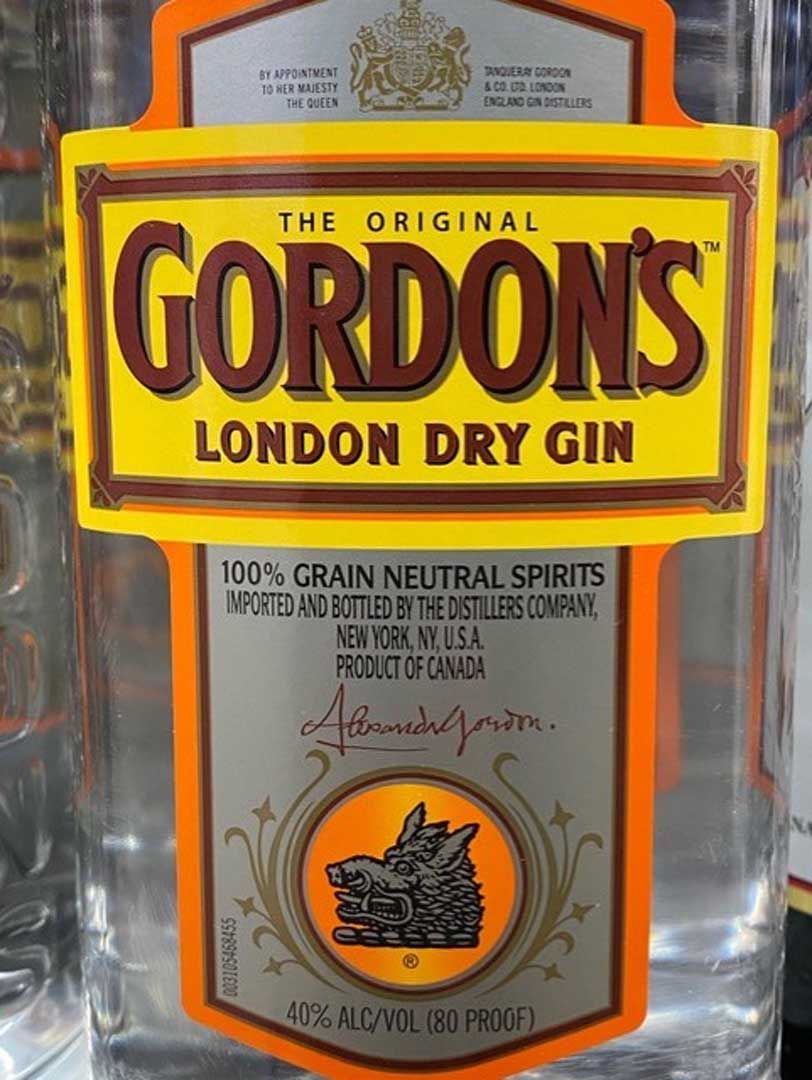 BY APPOINTMENT
TO HER MAJESTY
THE QUEEN
TANQUERAY GORDON
& CO. LTD. LONDON
ENGLAND GIN DISTILLERS
THE ORIGINAL
GORDON'S™
LONDON DRY GIN
100% GRAIN NEUTRAL SPIRITS
IMPORTED AND BOTTLED BY THE DISTILLERS COMPANY,
NEW YORK, NY, U.S.A.
PRODUCT OF CANADA
Alexander Gordon.
®
003105468455
40% ALC/VOL (80 PROOF)